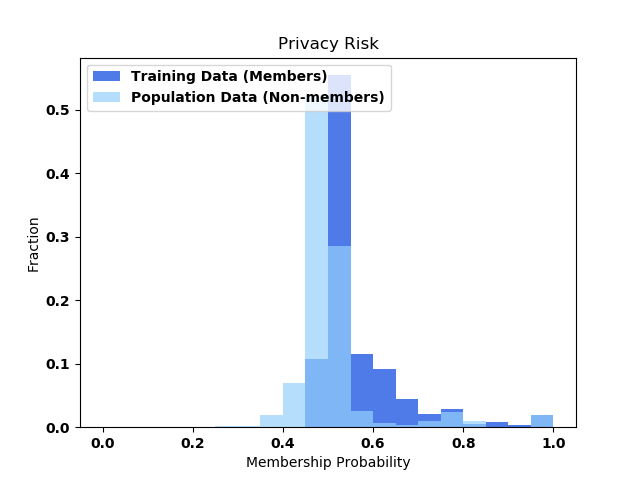 Privacy Risk
Training Data (Members)
Population Data (Non-members)
0.5
0.4
0.3
0.2
0.1
0.0
Fraction
0.0 0.2 0.4 0.6 0.8 1.0
Membership Probability